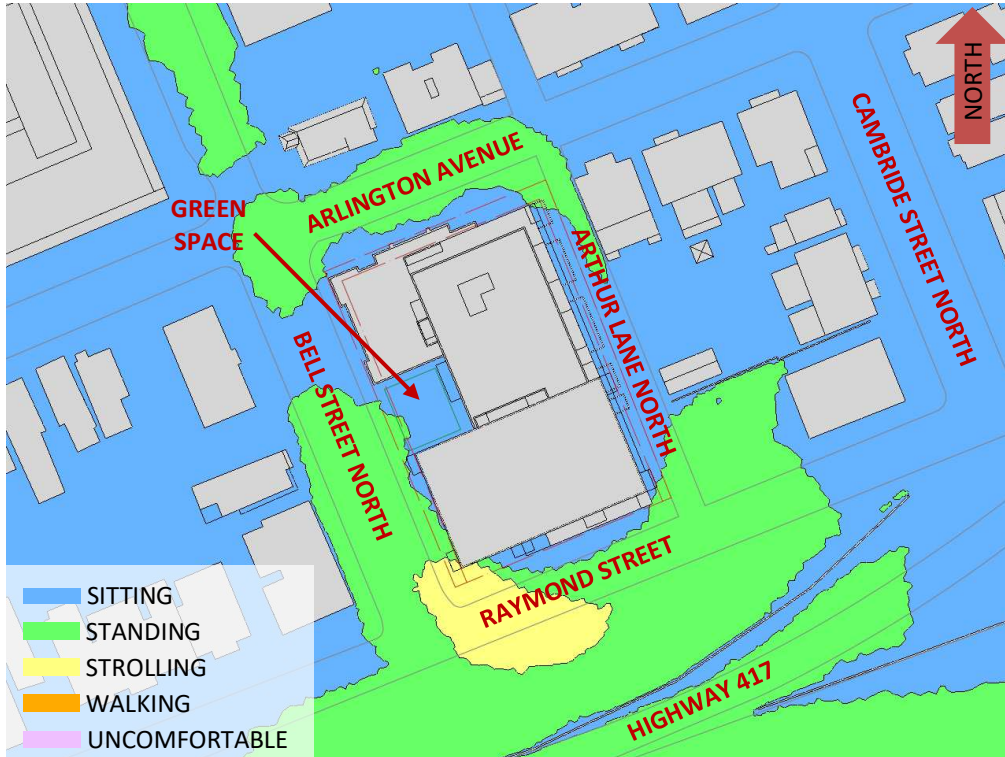 NORTH
CAMBRIDE STREET NORTH
ARLINGTON AVENUE
GREEN
SPACE
ARTHUR LANE NORTH
BELL STREET NORTH
RAYMOND STREET
HIGHWAY 417
SITTING
STANDING
STROLLING
WALKING
UNCOMFORTABLE